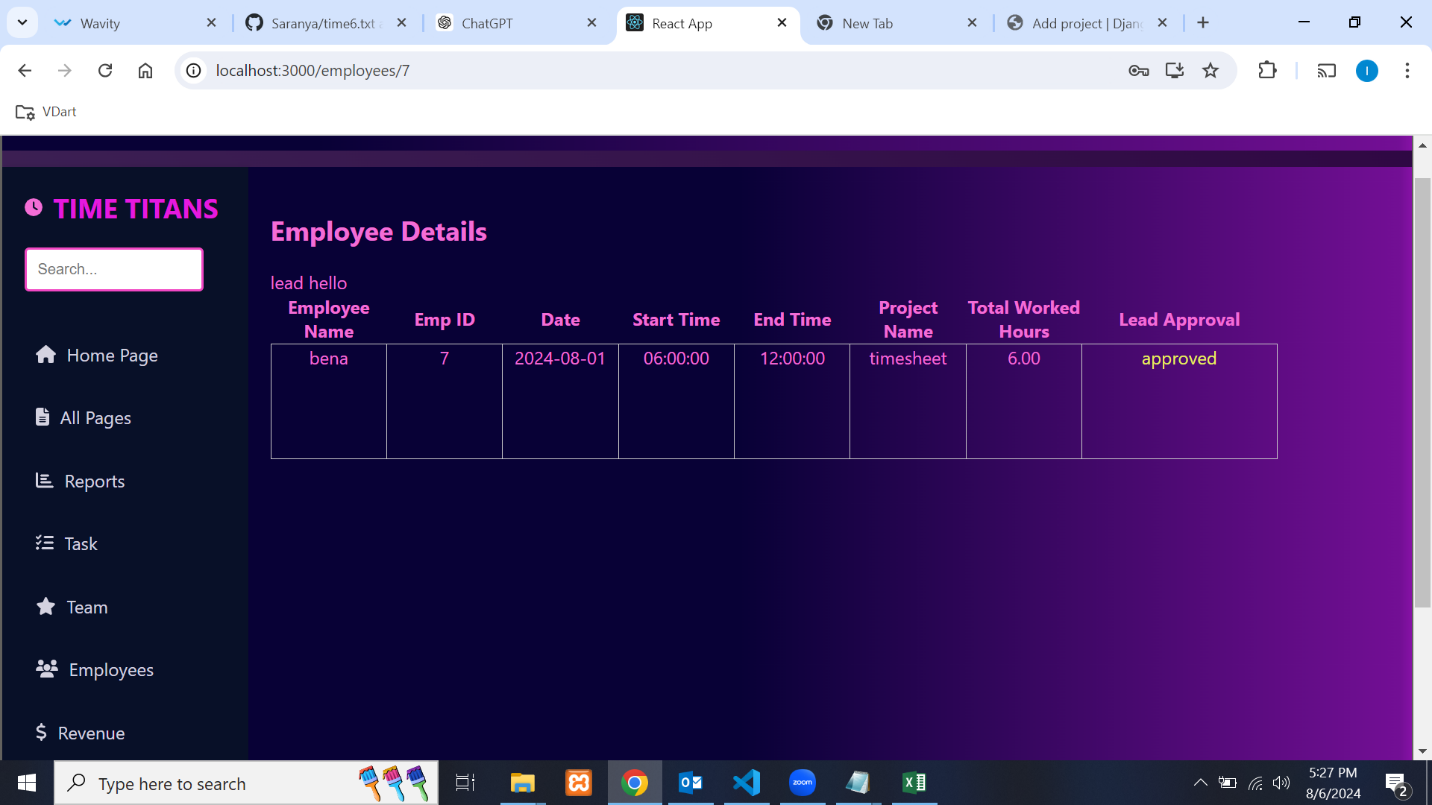 Wavity
Saranya/time6.txt
ChatGPT
React App
New Tab
Add project | Djan
localhost:3000/employees/7
I
VDart
TIME TITANS
Search...
Home Page
All Pages
Reports
Task
Team
Employees
Revenue
Employee Details
lead hello
Employee Name Emp ID Date Start Time End Time Project Name Total Worked Hours Lead Approval
bena 7 2024-08-01 06:00:00 12:00:00 timesheet 6.00 approved
Type here to search
zoom
5:27 PM
8/6/2024
2